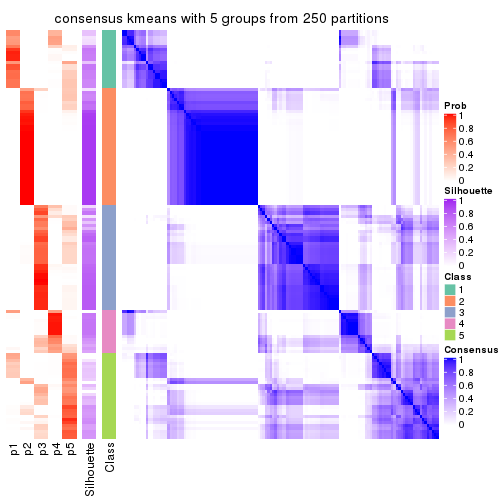 consensus kmeans with 5 groups from 250 partitions
Prob
1
0.8
0.6
0.4
0.2
0
Silhouette
1
0.8
0.6
0.4
0.2
0
Class
1
2
3
4
5
Consensus
1
0.8
0.6
0.4
0.2
0
p1
p2
p3
p4
p5
Silhouette
Class